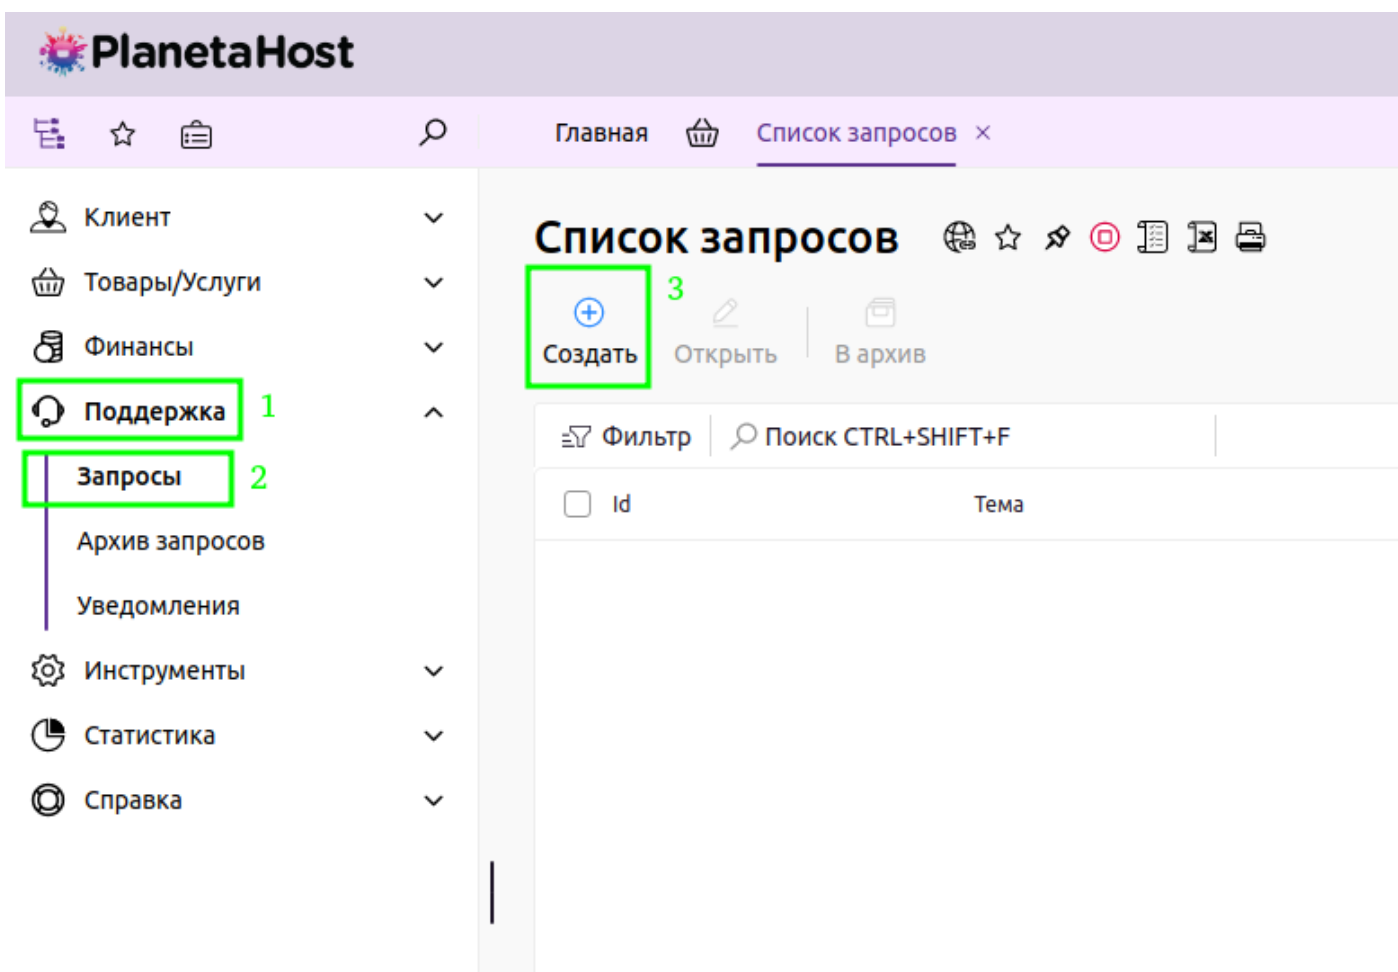 PlanetaHost
Главная
Список запросов ×
Клиент
Товары/Услуги
Финансы
Поддержка 1
Запросы 2
Архив запросов
Уведомления
Инструменты
Статистика
Справка
Список запросов
3
Создать
Открыть
В архив
Фильтр
Поиск CTRL+SHIFT+F
Id
Тема